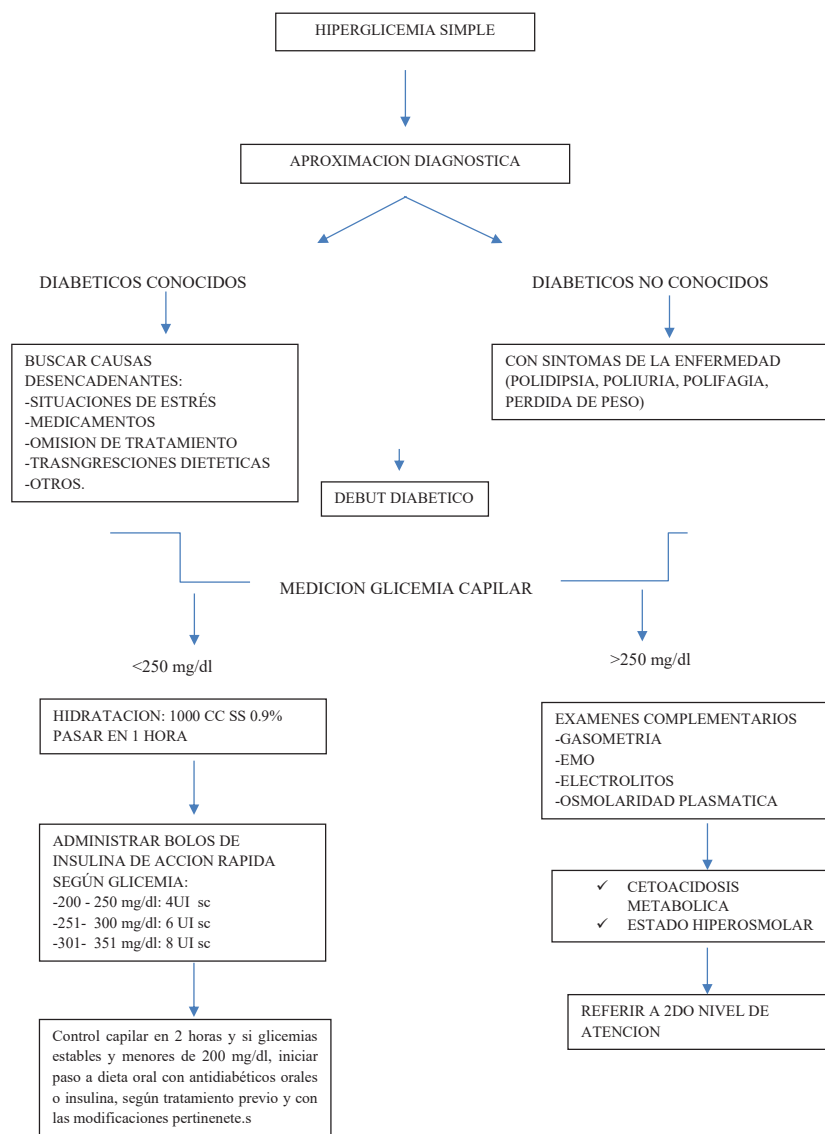 HIPERGLICEMIA SIMPLE
APROXIMACION DIAGNOSTICA
DIABETICOS CONOCIDOS
DIABETICOS NO CONOCIDOS
BUSCAR CAUSAS
DESENCADENANTES:
-SITUACIONES DE ESTRÉS
-MEDICAMENTOS
-OMISION DE TRATAMIENTO
-TRASNGRESCIONES DIETETICAS
-OTROS.
CON SINTOMAS DE LA ENFERMEDAD
(POLIDIPSIA, POLIURIA, POLIFAGIA,
PERDIDA DE PESO)
DEBUT DIABETICO
MEDICION GLICEMIA CAPILAR
<250 mg/dl
>250 mg/dl
HIDRATACION: 1000 CC SS 0.9%
PASAR EN 1 HORA
ADMINISTRAR BOLOS DE
INSULINA DE ACCION RAPIDA
SEGÚN GLICEMIA:
-200 - 250 mg/dl: 4UI sc
-251- 300 mg/dl: 6 UI sc
-301- 351 mg/dl: 8 UI sc
Control capilar en 2 horas y si glicemias
estables y menores de 200 mg/dl, iniciar
paso a dieta oral con antidiabéticos orales
o insulina, según tratamiento previo y con
las modificaciones pertinenete.s
EXAMENES COMPLEMENTARIOS
-GASOMETRIA
-EMO
-ELECTROLITOS
-OSMOLARIDAD PLASMATICA
✓ CETOACIDOSIS
METABOLICA
✓ ESTADO HIPEROSMOLAR
REFERIR A 2DO NIVEL DE
ATENCION